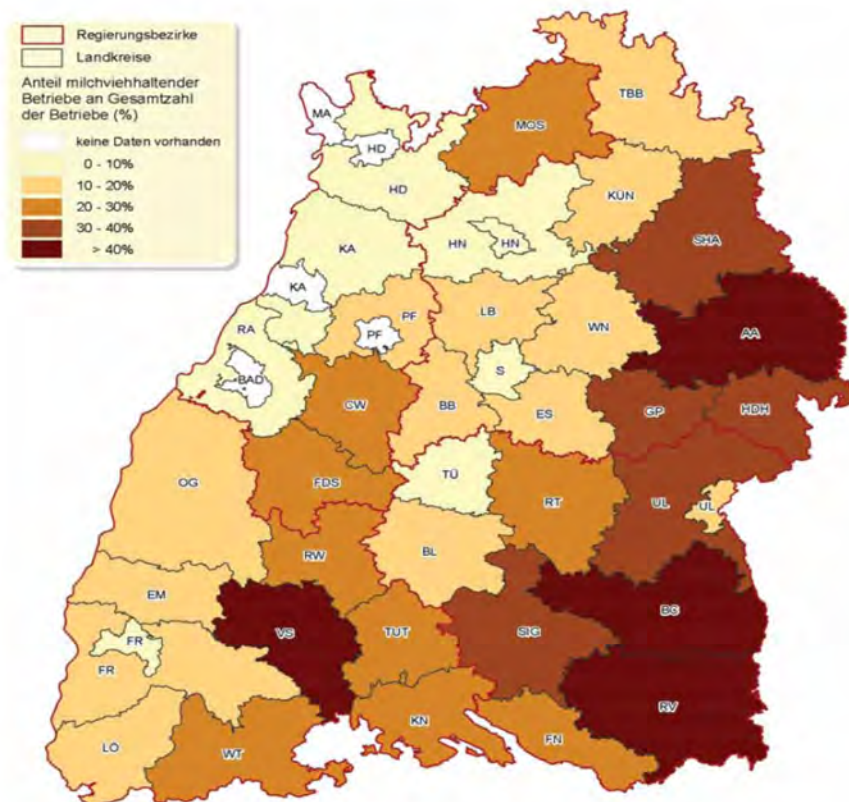 Regierungsbezirke
Landkreise
Anteil milchviehhaltender
Betriebe an Gesamtzahl
der Betriebe (%)
keine Daten vorhanden
0 - 10%
10 - 20%
20 - 30%
30 - 40%
> 40%
TBB
MA
MOS
HD
HD
KÜN
HN
HN
SHA
KA
KA
PF
PF
LB
WN
AA
RA
BAD
S
CW
BB
ES
GP
HDH
TÜ
OG
FDS
RT
UL
UL
RW
BL
EM
BC
VS
TUT
SIG
FR
FR
RV
KN
FN
LÖ
WT